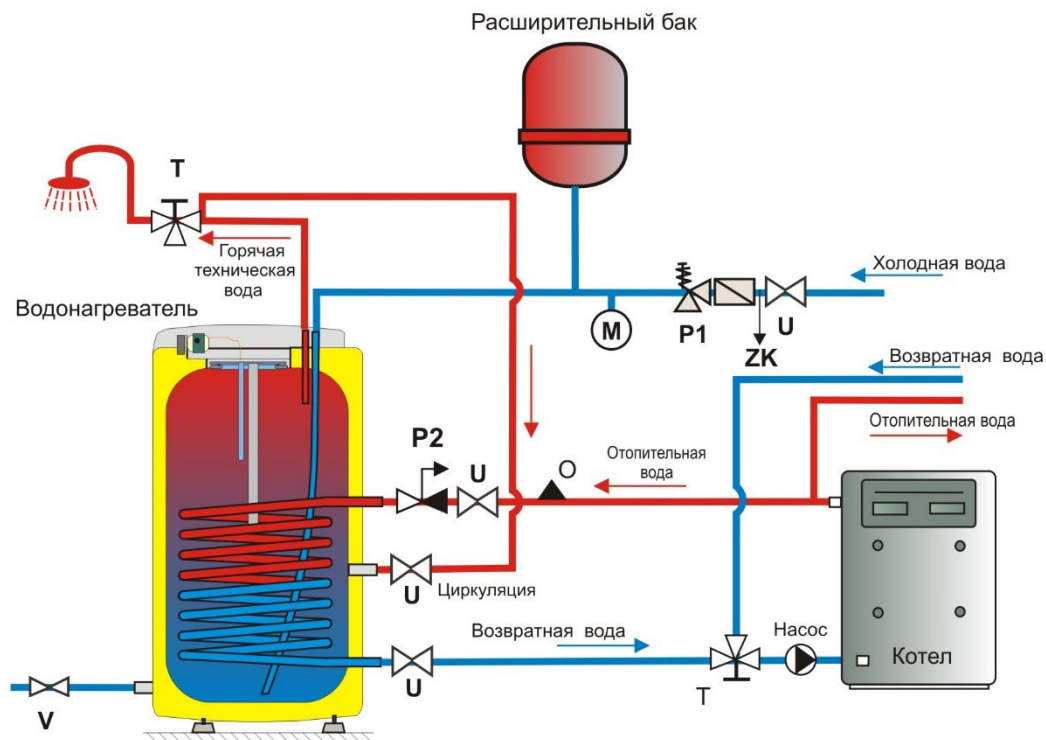 Расширительный бак
T
Горячая
техническая
вода
Холодная вода
Водонагреватель
M
P1
U
ZK
Возвратная вода
Отопительная вода
P2
U
O
Отопительная
вода
U
Циркуляция
Возвратная вода
Насос
Котел
U
T
V